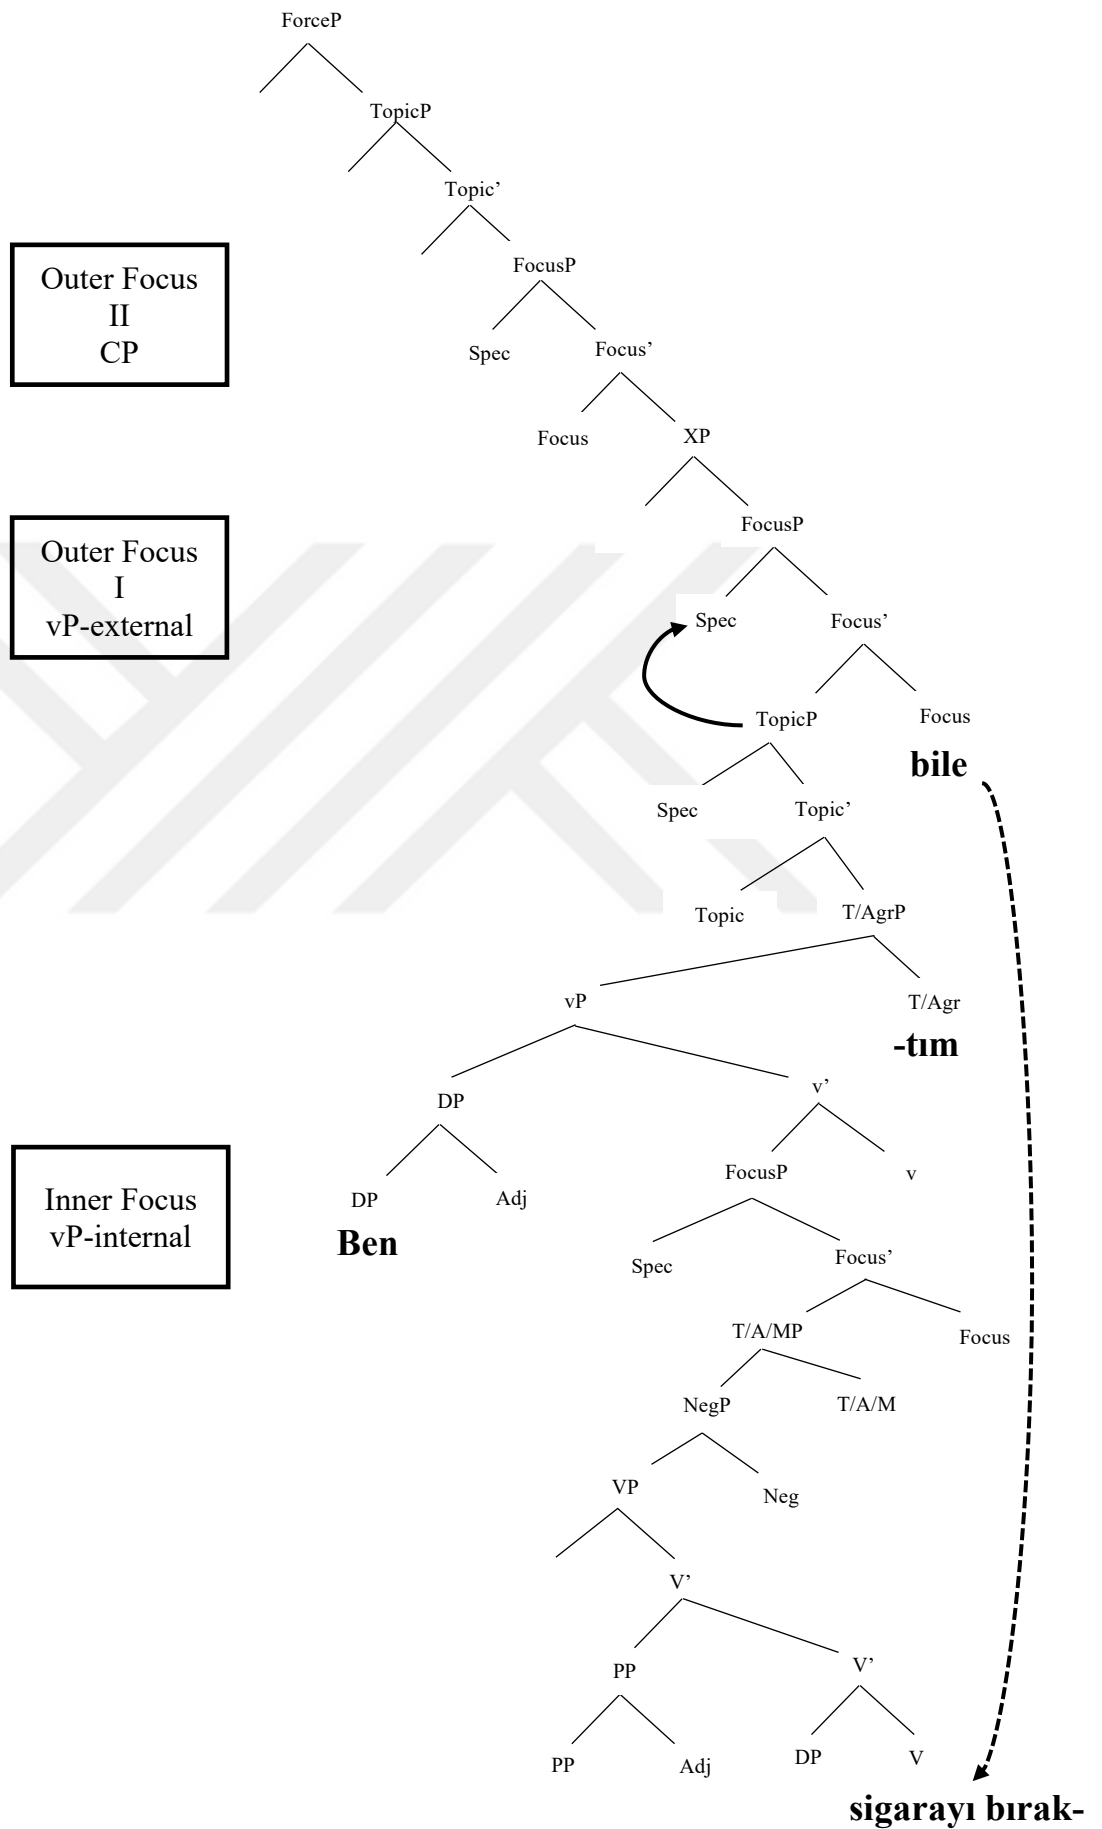 ForceP
TopicP
Topic’
FocusP
Outer Focus
II
CP
Spec
Focus’
Focus
XP
FocusP
Outer Focus
I
vP-external
Spec
Focus’
TopicP
Focus
bile
Spec
Topic’
Topic
T/AgrP
vP
T/Agr
-tım
DP
v’
FocusP
v
DP
Adj
Ben
Inner Focus
vP-internal
Spec
Focus’
T/A/MP
Focus
NegP
T/A/M
VP
Neg
V’
PP
V’
PP
Adj
DP
V
sigarayı bırak-